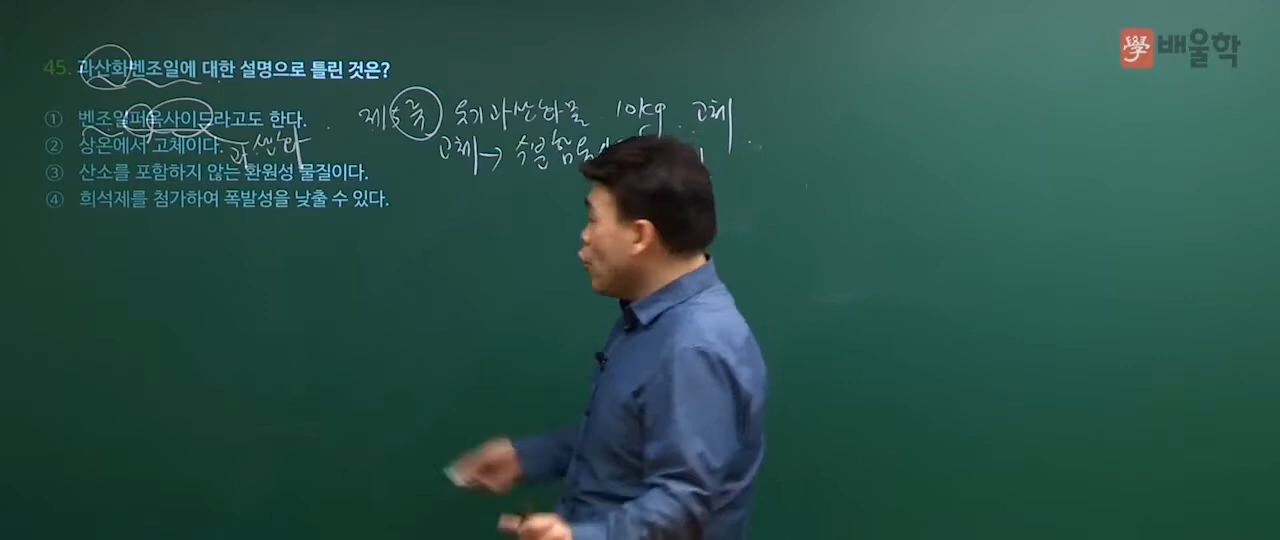 學 배울학
45. 과산화벤조일에 대한 설명으로 틀린 것은?
① 벤조일퍼옥사이드라고도 한다.
② 상온에서 고체이다.
③ 산소를 포함하지 않는 환원성 물질이다.
④ 희석제를 첨가하여 폭발성을 낮출 수 있다.
과산화
제5류 유기과산화물 10kg 고체
고체→ 수분함유